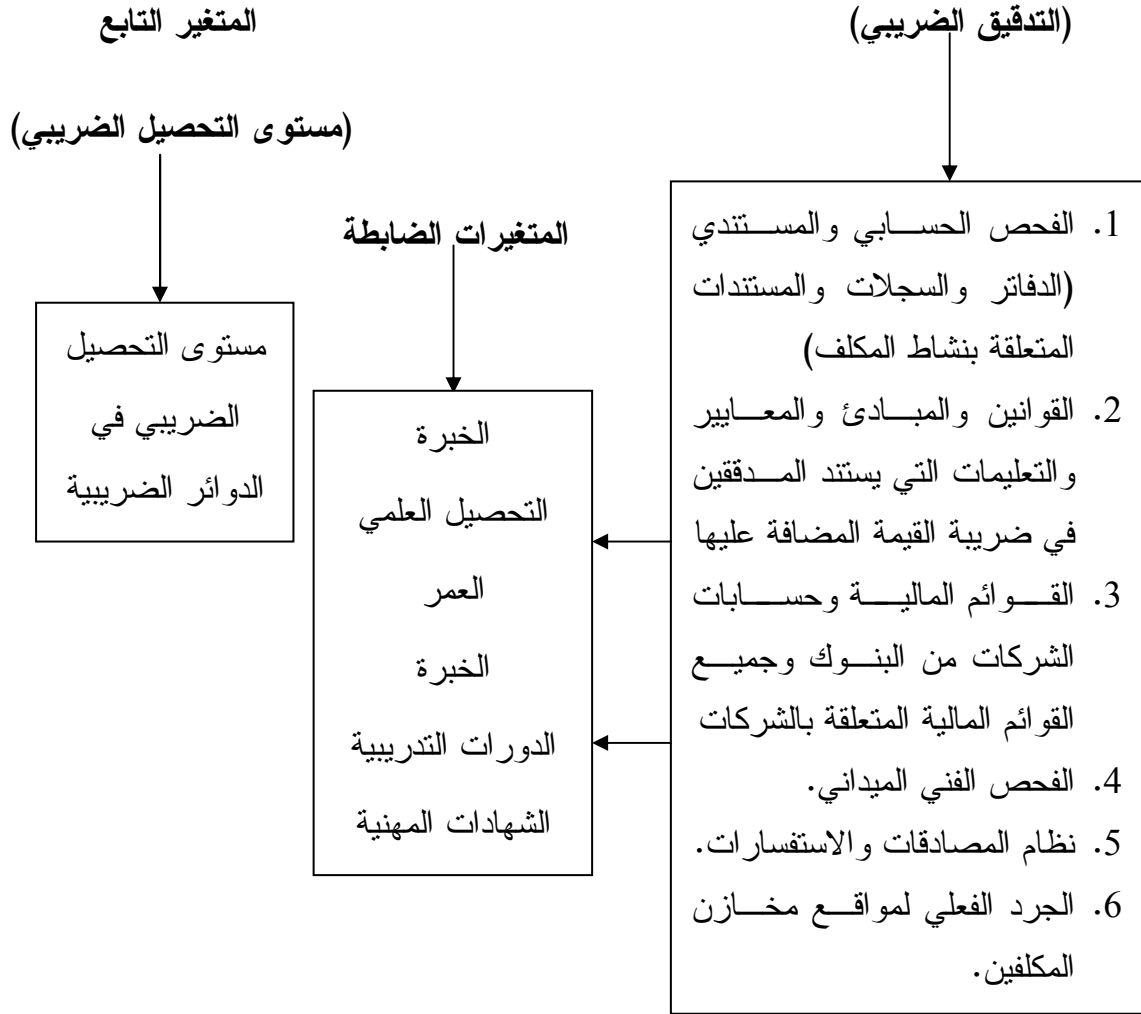 (التدقيق الضريبي)
المتغير التابع
(مستوى التحصيل الضريبي)
المتغيرات الضابطة
1. الفحص الحسابي والمستندي
(الدفاتر والسجلات والمستندات
المتعلقة بنشاط المكلف)
2. القوانين والمبادئ والمعايير
والتعليمات التي يستند المدققين
في ضريبة القيمة المضافة عليها
3. القوائم المالية وحسابات
الشركات من البنوك وجميع
القوائم المالية المتعلقة بالشركات
4. الفحص الفني الميداني.
5. نظام المصادقات والاستفسارات.
6. الجرد الفعلي لمواقع مخازن
المكلفين.
الخبرة
التحصيل العلمي
العمر
الخبرة
الدورات التدريبية
الشهادات المهنية
مستوى التحصيل
الضريبي في
الدوائر الضريبية